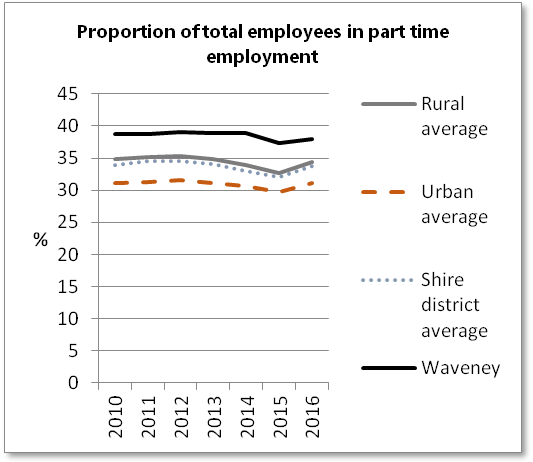 Proportion of total employees in part time
employment
45
40
35
30
25
20
15
10
5
0
%
2010
2011
2012
2013
2014
2015
2016
Rural
average
Urban
average
Shire
district
average
Waveney